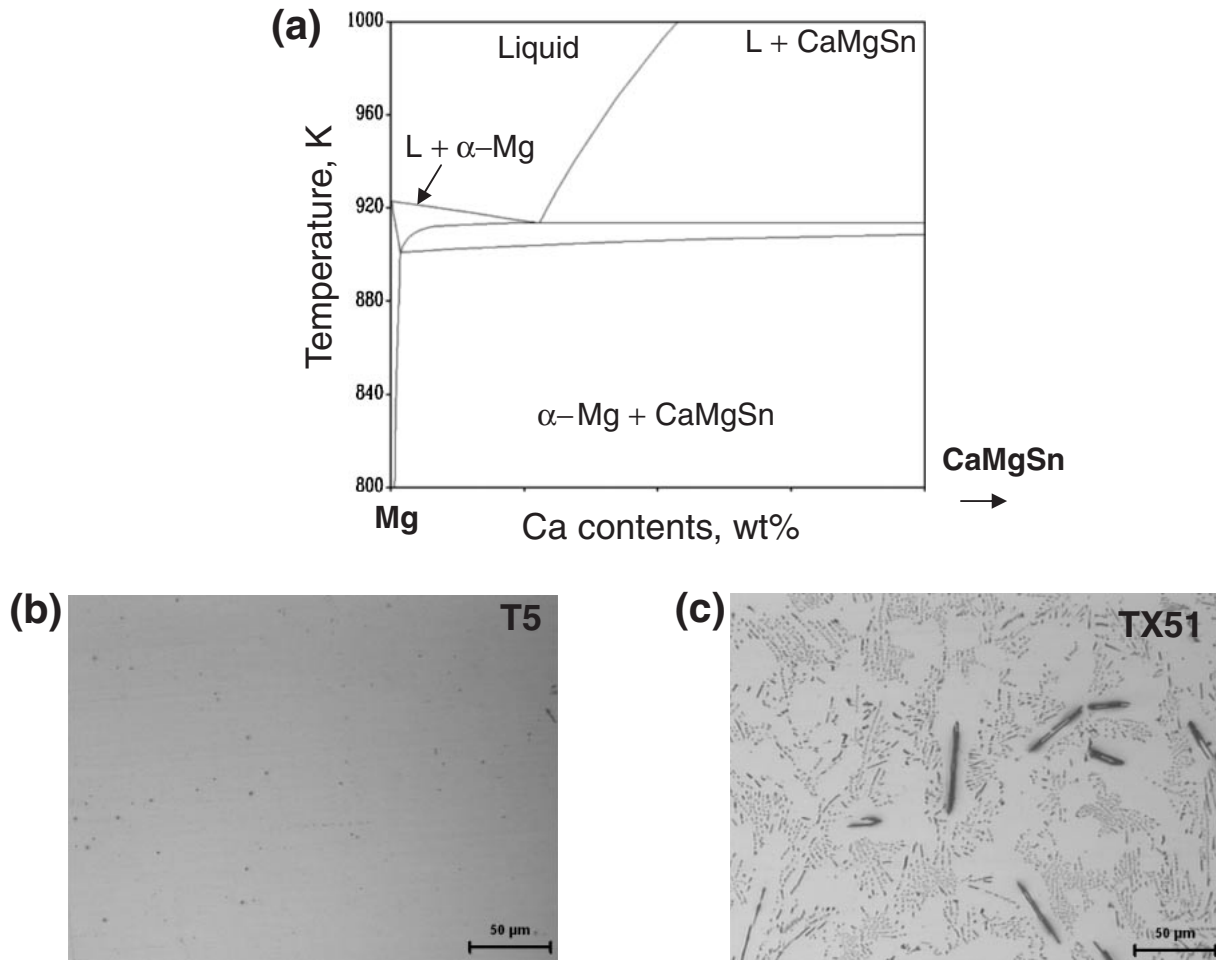 (a)
1000
960
920
880
840
800
Temperature, K
Liquid
L + CaMgSn
L + α–Mg
α–Mg + CaMgSn
CaMgSn
Mg
Ca contents, wt%
(b)
T5
50 µm
(c)
TX51
50 µm